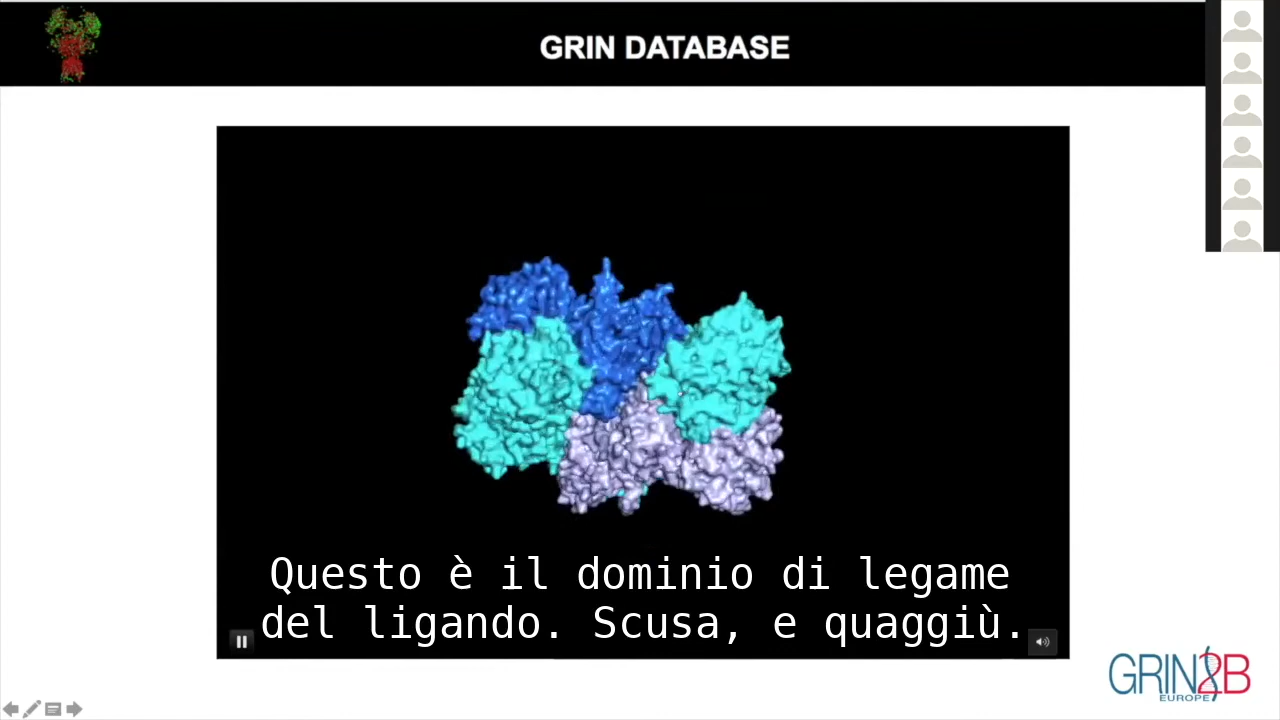 GRIN DATABASE
Questo è il dominio di legame
del ligando. Scusa, e quaggiù.
GRIN2B
EUROPE